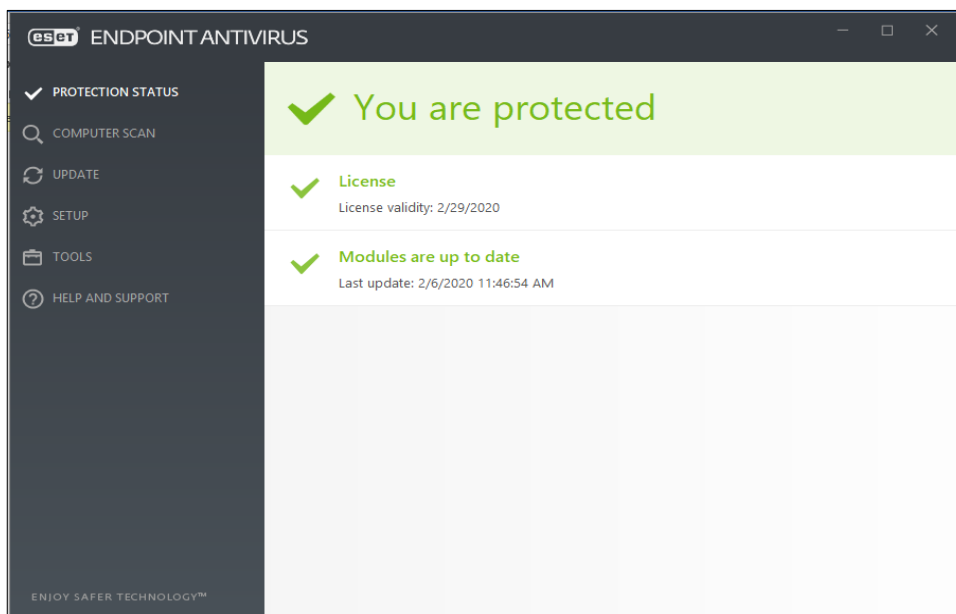 eset ENDPOINT ANTIVIRUS
PROTECTION STATUS
COMPUTER SCAN
UPDATE
SETUP
TOOLS
HELP AND SUPPORT
ENJOY SAFER TECHNOLOGY™
You are protected
License
License validity: 2/29/2020
Modules are up to date
Last update: 2/6/2020 11:46:54 AM